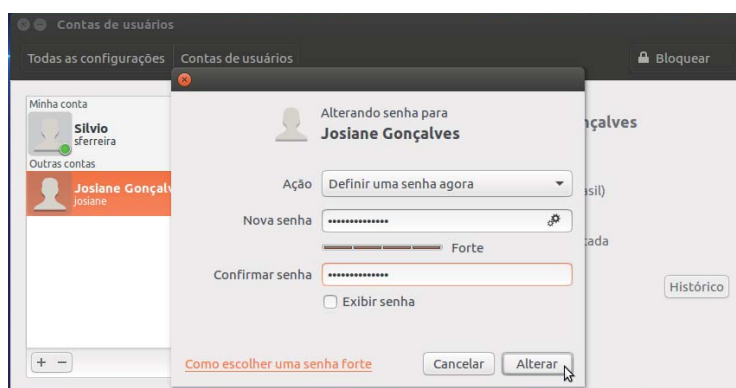 Contas de usuários
Todas as configurações Contas de usuários Bloquear
Minha conta
Silvio
sferreira
Outras contas
Josiane Gonçalv
josiane
Alterando senha para
Josiane Gonçalves
Ação Definir uma senha agora
Nova senha ••••••••••••••
Forte
Confirmar senha ••••••••••••••
Exibir senha
Como escolher uma senha forte Cancelar Alterar
nçalves
asil)
tada
Histórico
+ −